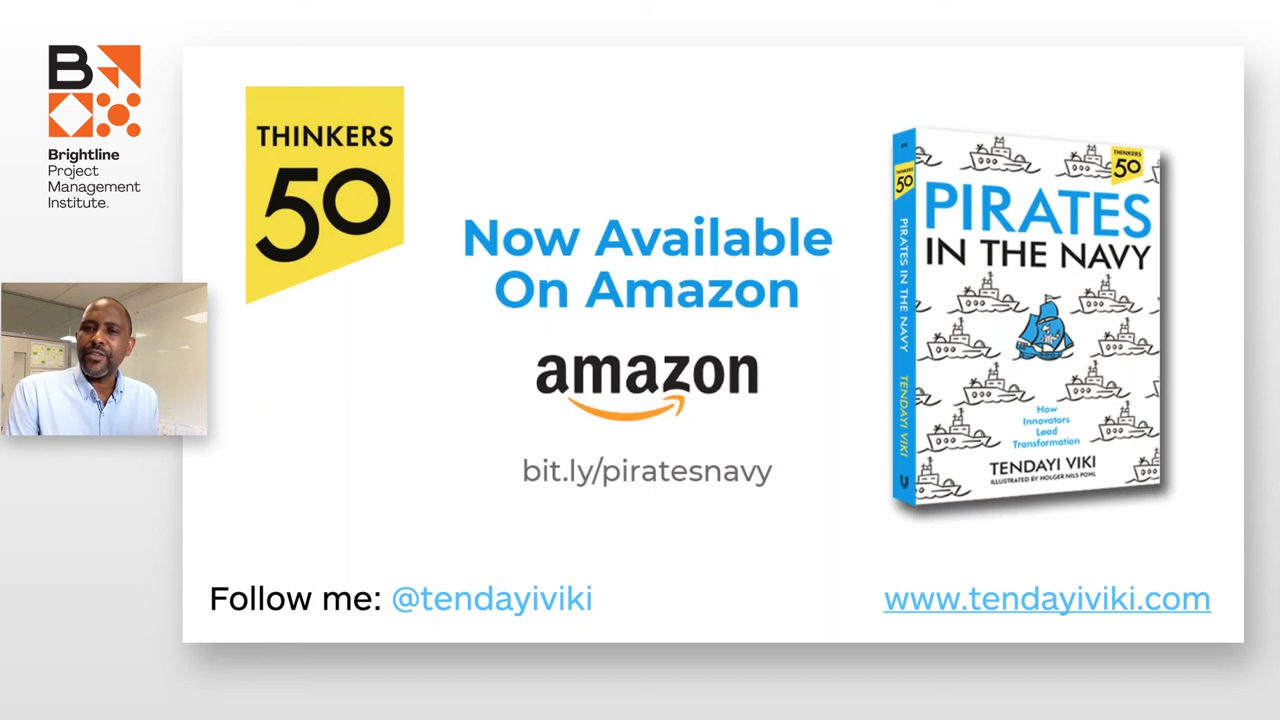 B
Brightline
Project
Management
Institute.
THINKERS
50
Now Available
On Amazon
amazon
bit.ly/piratesnavy
THINKERS
50
PIRATES
IN THE NAVY
How
Innovators
Lead
Transformation
TENDAYI VIKI
ILLUSTRATED BY HOLGER NILS POHL
THINKERS
50
PIRATES IN THE NAVY
TENDAYI VIKI
Follow me: @tendayiviki
www.tendayiviki.com